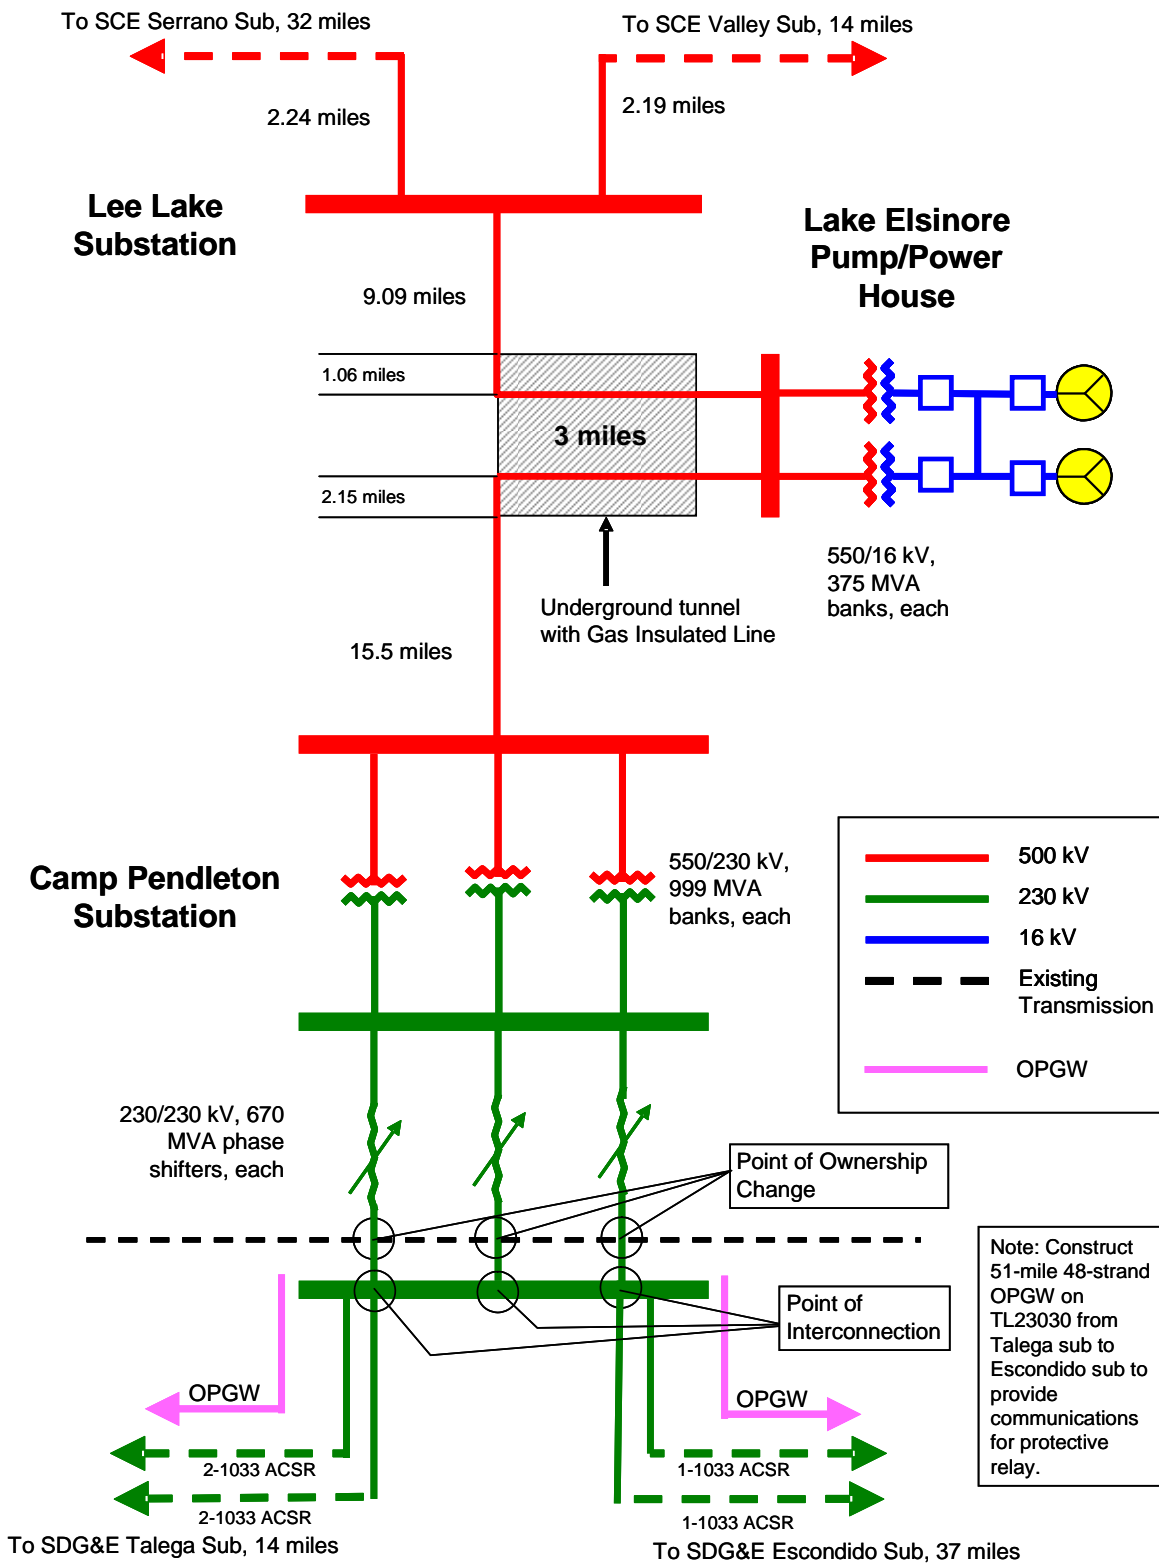 To SCE Serrano Sub, 32 miles
To SCE Valley Sub, 14 miles
2.24 miles
2.19 miles
Lee Lake
Substation
Lake Elsinore
Pump/Power
House
9.09 miles
1.06 miles
3 miles
2.15 miles
550/16 kV,
375 MVA
banks, each
Underground tunnel
with Gas Insulated Line
15.5 miles
Camp Pendleton
Substation
550/230 kV,
999 MVA
banks, each
500 kV
230 kV
16 kV
Existing
Transmission
OPGW
230/230 kV, 670
MVA phase
shifters, each
Point of Ownership
Change
Point of
Interconnection
Note: Construct
51-mile 48-strand
OPGW on
TL23030 from
Talega sub to
Escondido sub to
provide
communications
for protective
relay.
OPGW
OPGW
2-1033 ACSR
1-1033 ACSR
2-1033 ACSR
1-1033 ACSR
To SDG&E Talega Sub, 14 miles
To SDG&E Escondido Sub, 37 miles